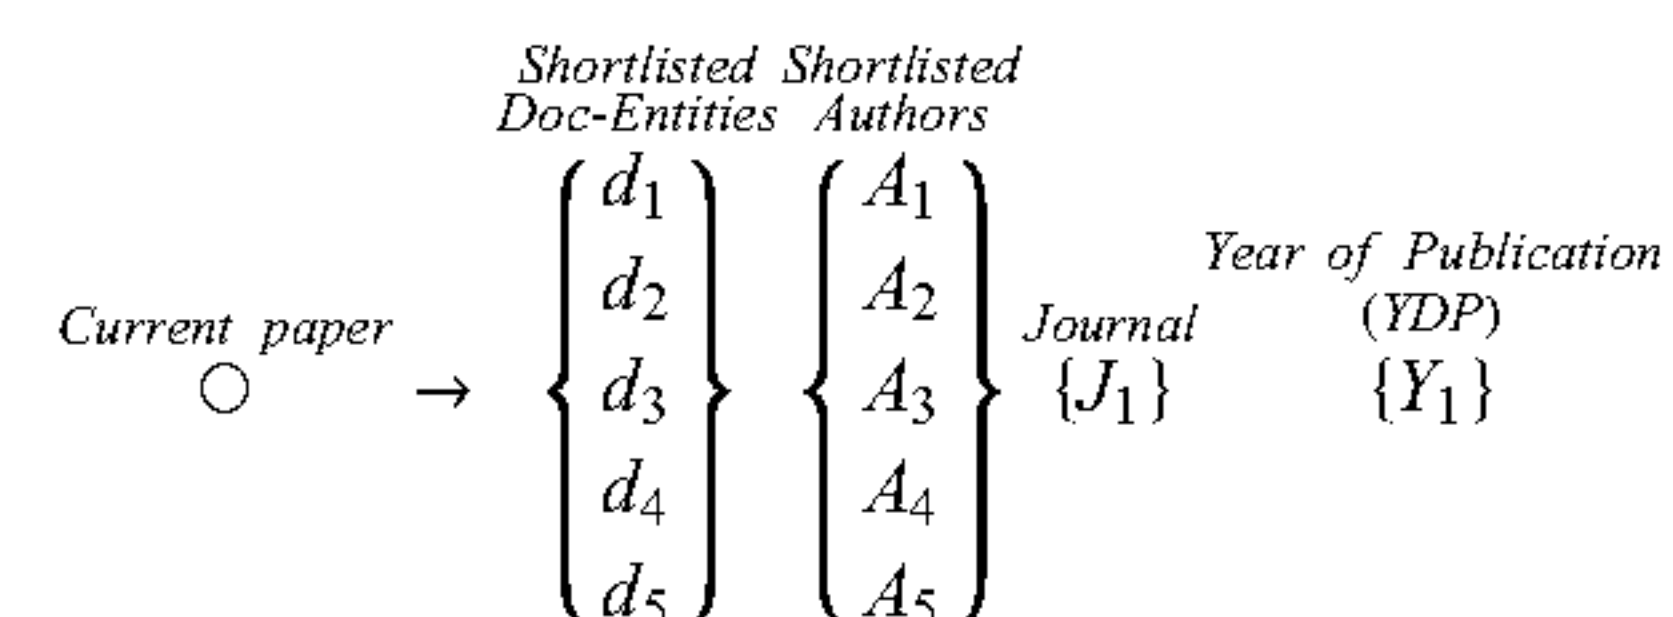 Shortlisted Shortlisted
Doc-Entities Authors
d₁ A₁
Year of Publication
d₂ A₂
Current paper Journal (YDP)
→ d₃ A₃ {J₁} {Y₁}
d₄ A₄
d₅ A₅